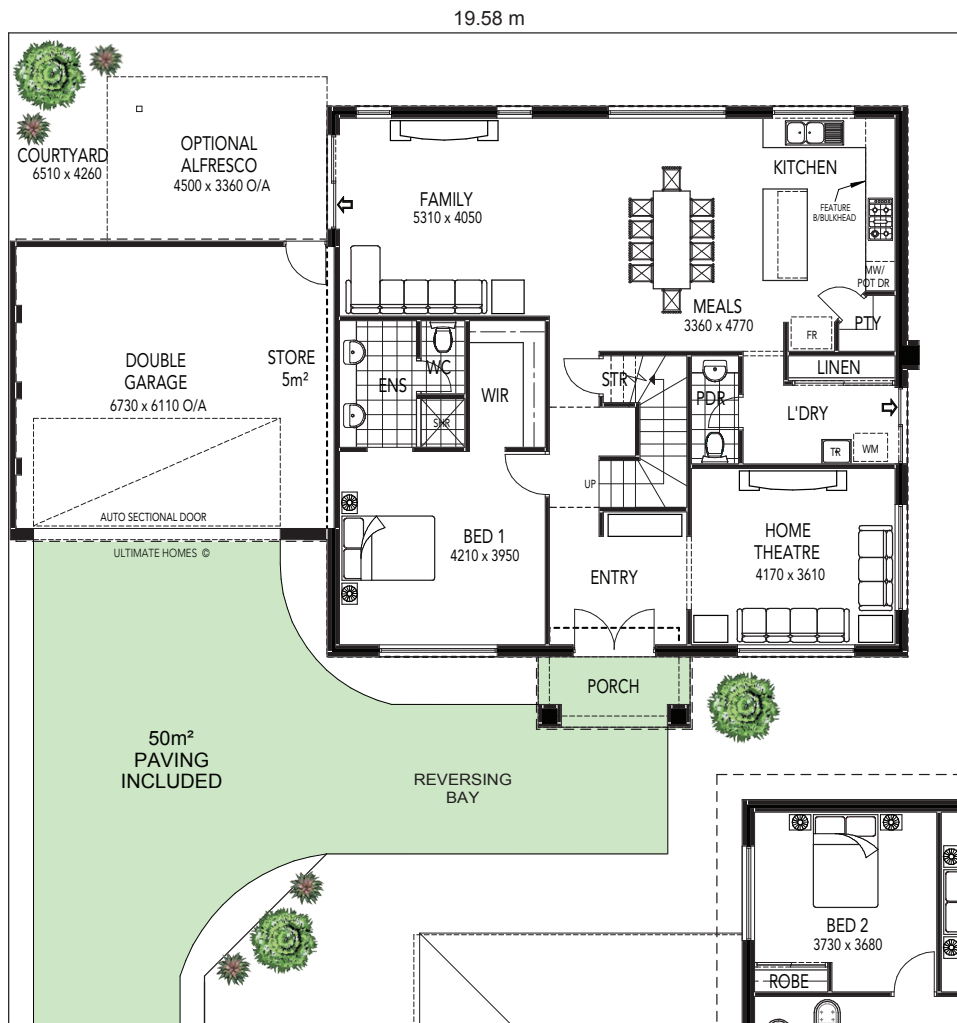 19.58 m
COURTYARD
6510 x 4260
OPTIONAL
ALFRESCO
4500 x 3360 O/A
FAMILY
5310 x 4050
KITCHEN
FEATURE
B/BULKHEAD
MW/
POT DR
MEALS
3360 x 4770
FR
PTY
LINEN
DOUBLE
GARAGE
6730 x 6110 O/A
STORE
5m²
AUTO SECTIONAL DOOR
ULTIMATE HOMES ©
ENS
WC
SHR
WIR
STR
UP
PDR
L'DRY
TR
WM
BED 1
4210 x 3950
ENTRY
HOME
THEATRE
4170 x 3610
PORCH
50m²
PAVING
INCLUDED
REVERSING
BAY
BED 2
3730 x 3680
ROBE